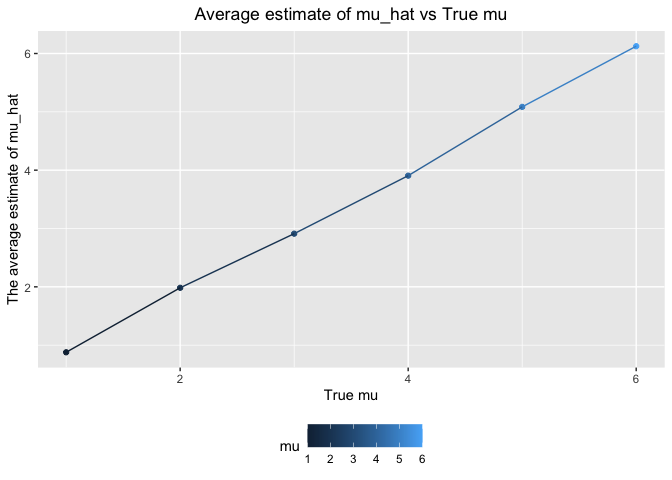 Average estimate of mu_hat vs True mu
The average estimate of mu_hat
6
4
2
2 4 6
True mu
mu
1 2 3 4 5 6